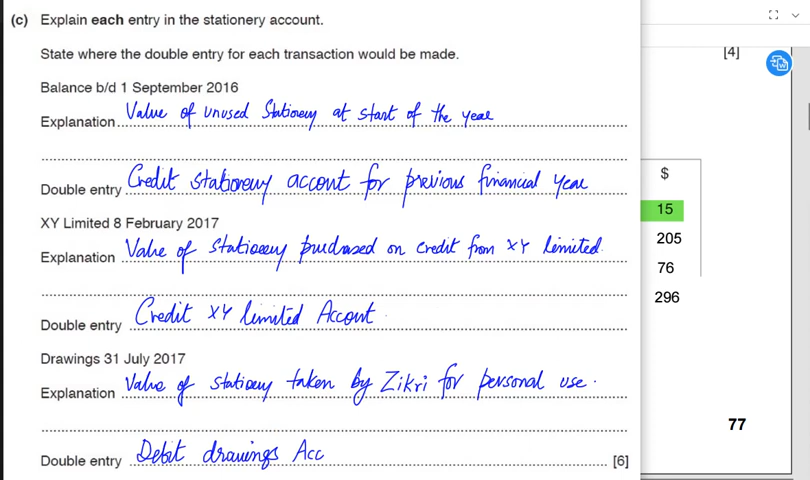 (c) Explain each entry in the stationery account.
State where the double entry for each transaction would be made.
[4]
Balance b/d 1 September 2016
Explanation Value of unused Stationery at start of the year
$
Double entry Credit stationery account for previous financial year
15
XY Limited 8 February 2017
205
Explanation Value of stationery purchased on credit from XY limited.
76
296
Double entry Credit XY limited Account
Drawings 31 July 2017
Explanation Value of stationery taken by Zikri for personal use.
77
Double entry Debit drawings Acc [6]